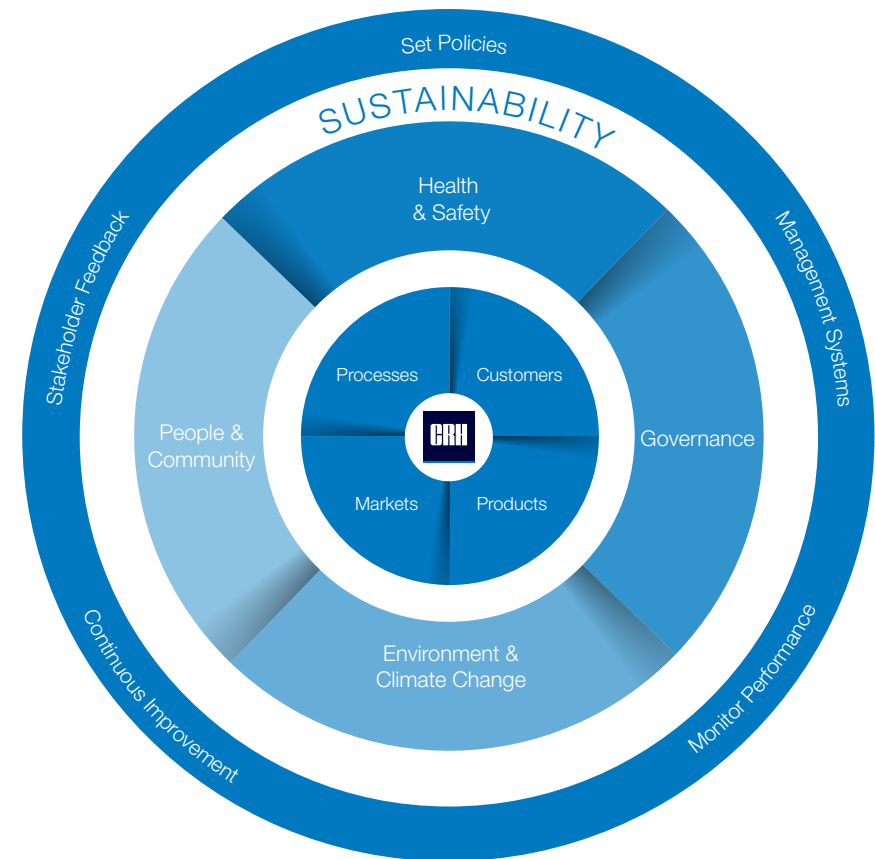 Set Policies
SUSTAINABILITY
Health
& Safety
Stakeholder Feedback
Management Systems
Processes
Customers
CRH
People &
Community
Governance
Markets
Products
Environment &
Climate Change
Continuous Improvement
Monitor Performance